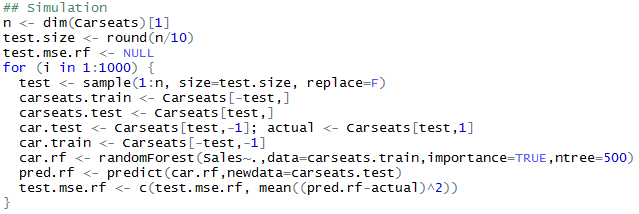 ## Simulation
n <- dim(Carseats)[1]
test.size <- round(n/10)
test.mse.rf <- NULL
for (i in 1:1000) {
  test <- sample(1:n, size=test.size, replace=F)
  carseats.train <- Carseats[-test,]
  carseats.test <- Carseats[test,]
  car.test <- Carseats[test,-1]; actual <- Carseats[test,1]
  car.train <- Carseats[-test,-1]
  car.rf <- randomForest(Sales~.,data=carseats.train,importance=TRUE,ntree=500)
  pred.rf <- predict(car.rf,newdata=carseats.test)
  test.mse.rf <- c(test.mse.rf, mean((pred.rf-actual)^2))
}